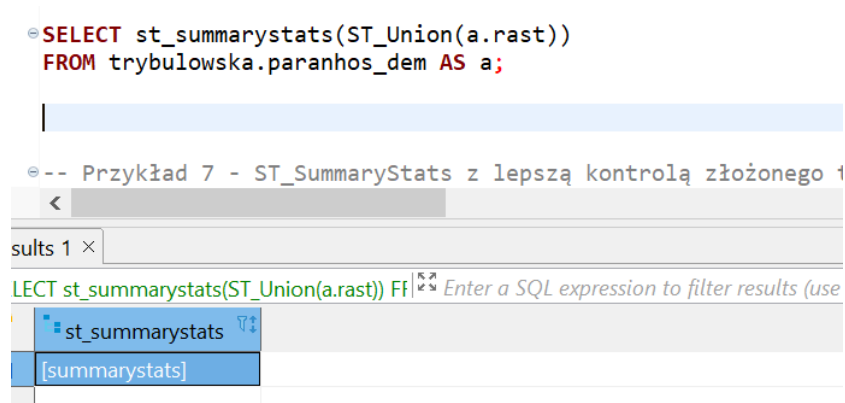 SELECT st_summarystats(ST_Union(a.rast))
FROM trybulowska.paranhos_dem AS a;
-- Przykład 7 - ST_SummaryStats z lepszą kontrolą złożonego
sults 1 ×
LECT st_summarystats(ST_Union(a.rast)) FF Enter a SQL expression to filter results (use
st_summarystats
[summarystats]